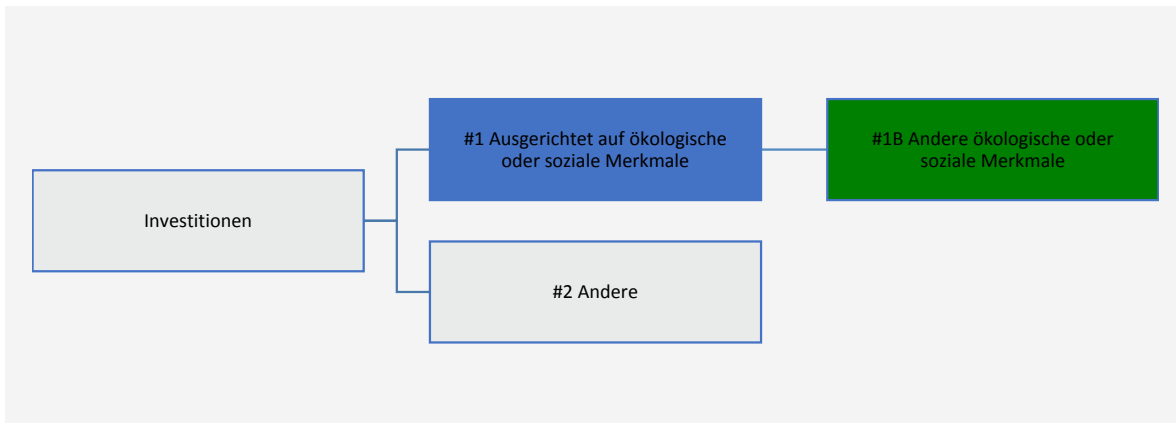 #1 Ausgerichtet auf ökologische
oder soziale Merkmale
#1B Andere ökologische oder
soziale Merkmale
Investitionen
#2 Andere